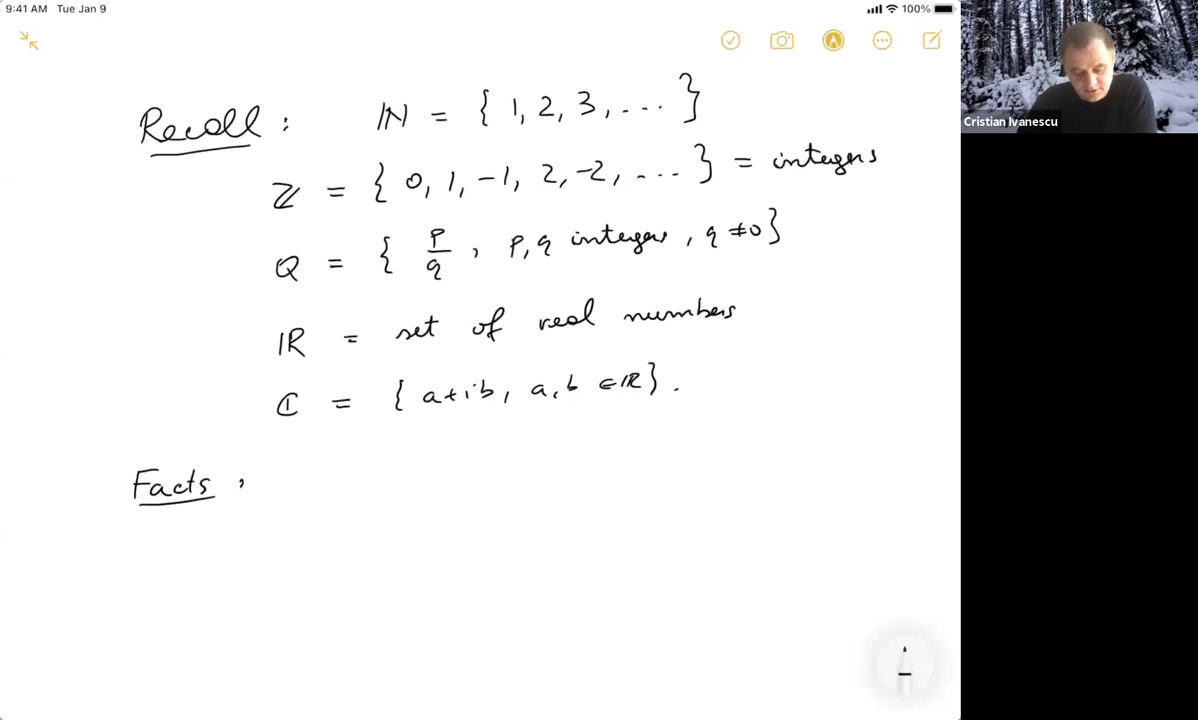 9:41 AM Tue Jan 9
100%
Cristian Ivanescu
Recall : ℕ = { 1, 2, 3, ... }
ℤ = { 0, 1, -1, 2, -2, ... } = integers
Q = { p/q , p, q integers , q ≠ 0 }
ℝ = set of real numbers
ℂ = { a + ib , a, b ∈ ℝ } .
Facts ,